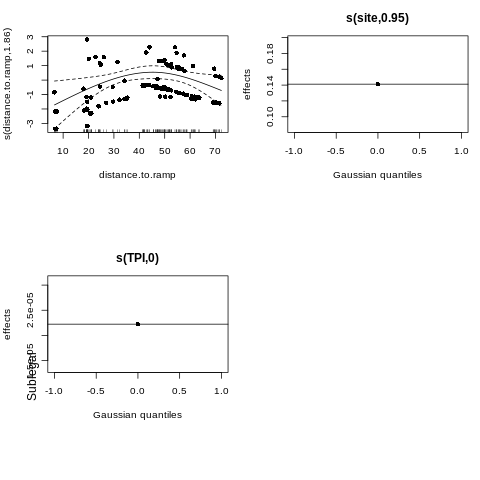 s(distance.to.ramp,1.86)
3
1
-1
-3
10 20 30 40 50 60 70
distance.to.ramp
s(site,0.95)
effects
0.18
0.14
0.10
-1.0 -0.5 0.0 0.5 1.0
Gaussian quantiles
s(TPI,0)
effects
2.5e-05
e-05
-1.0 -0.5 0.0 0.5 1.0
Gaussian quantiles